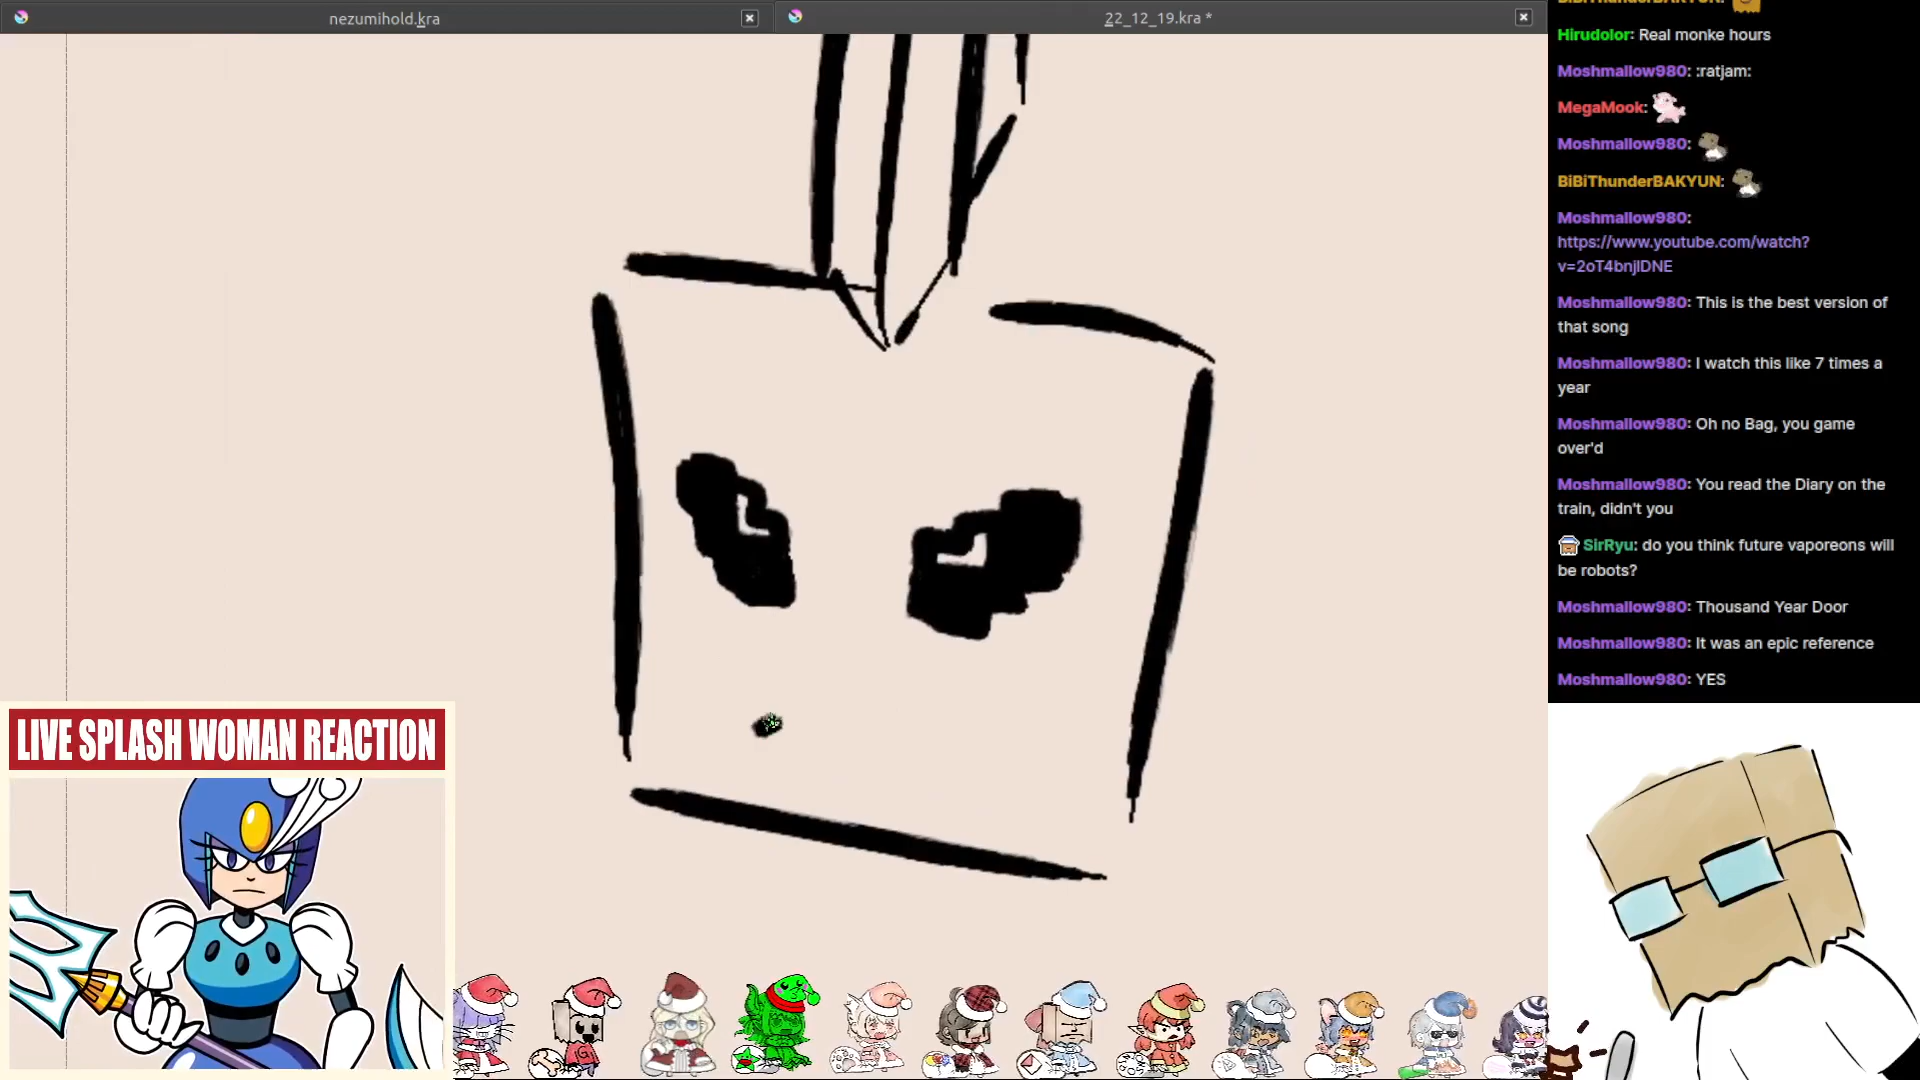 nezumihold.kra
22_12_19.kra *
Hirudolor: Real monke hours
Moshmallow980: :ratjam:
MegaMook:
Moshmallow980:
BiBiThunderBAKYUN:
Moshmallow980:
https://www.youtube.com/watch?
v=2oT4bnjlDNE
Moshmallow980: This is the best version of
that song
Moshmallow980: I watch this like 7 times a
year
Moshmallow980: Oh no Bag, you game
over'd
Moshmallow980: You read the Diary on the
train, didn't you
SirRyu: do you think future vaporeons will
be robots?
Moshmallow980: Thousand Year Door
Moshmallow980: It was an epic reference
Moshmallow980: YES
LIVE SPLASH WOMAN REACTION